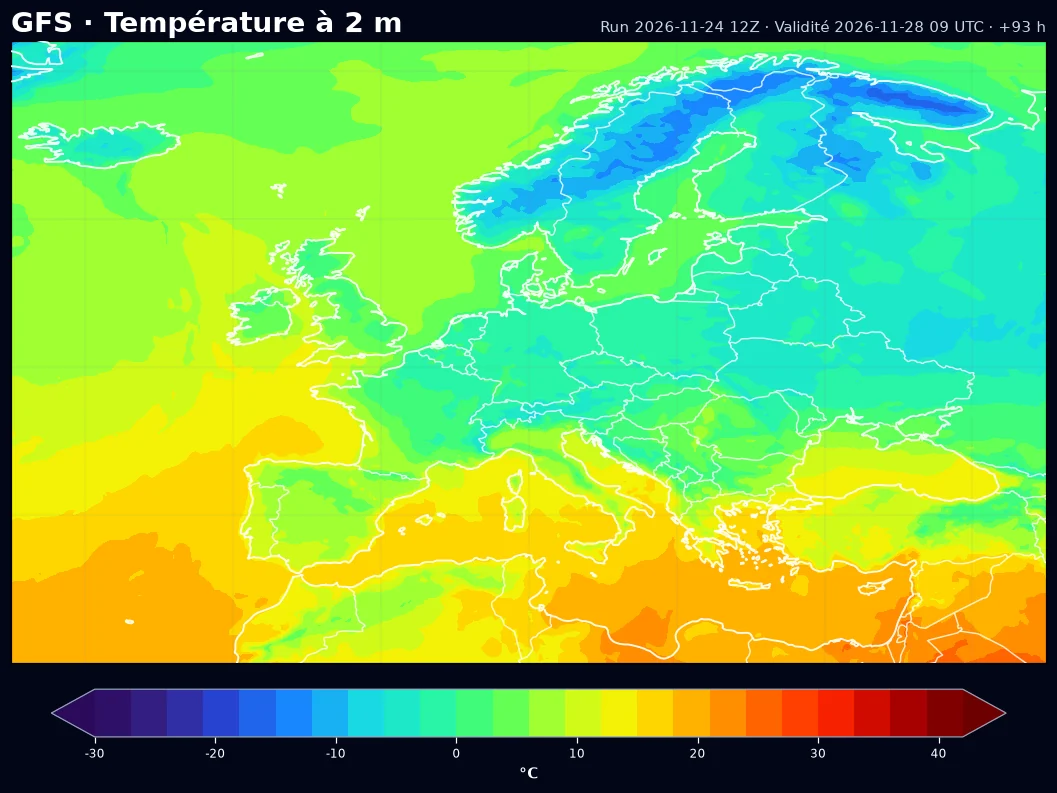 GFS · Température à 2 m
Run 2026-11-24 12Z · Validité 2026-11-28 09 UTC · +93 h
-30 -20 -10 0 10 20 30 40
°C